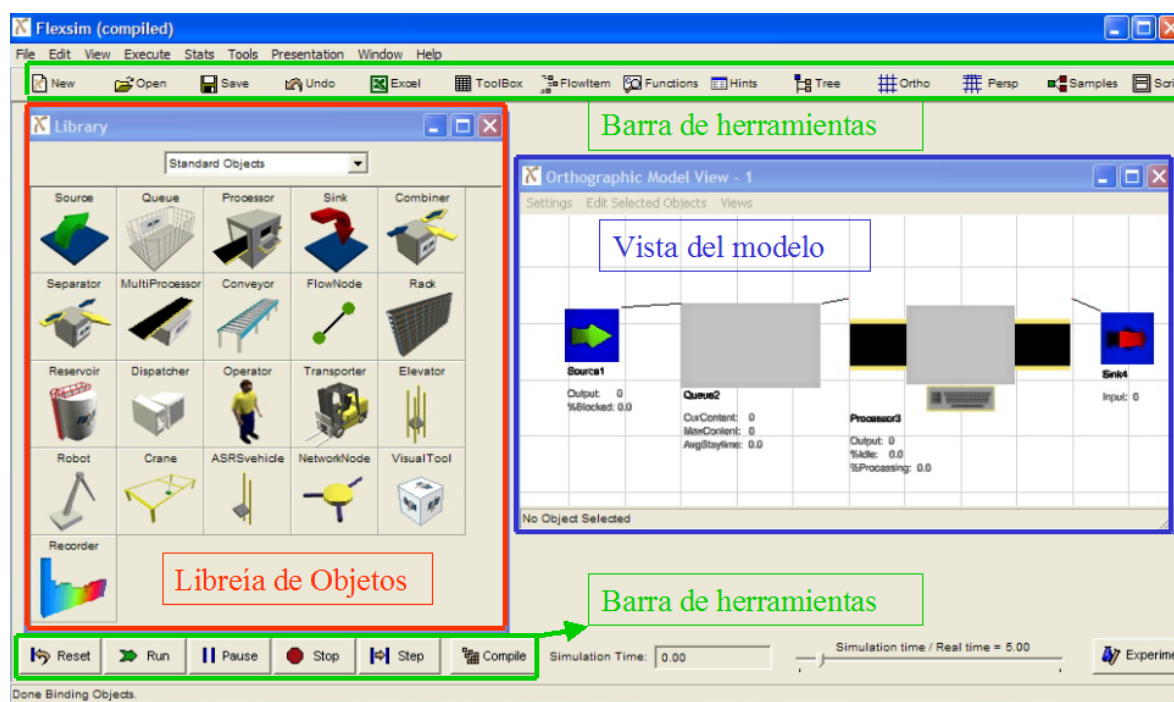 Flexsim (compiled)
File Edit View Execute Stats Tools Presentation Window Help
New Open Save Undo Excel ToolBox FlowItem Functions Hints Tree Ortho Persp Samples Scri
Barra de herramientas
Library
Standard Objects
Source Queue Processor Sink Combiner
Separator MultiProcessor Conveyor FlowNode Rack
Reservoir Dispatcher Operator Transporter Elevator
Robot Crane ASRSvehicle NetworkNode VisualTool
Recorder
Libreía de Objetos
Orthographic Model View - 1
Settings Edit Selected Objects Views
Vista del modelo
Source1
Output: 0
%Blocked: 0.0
Queue2
CurContent: 0
MaxContent: 0
AvgStaytime: 0.0
Processor3
Output: 0
%Idle: 0.0
%Processing: 0.0
Sink4
Input: 0
No Object Selected
Barra de herramientas
Reset Run Pause Stop Step Compile Simulation Time: 0.00 Simulation time / Real time = 5.00 Experime
Done Binding Objects.